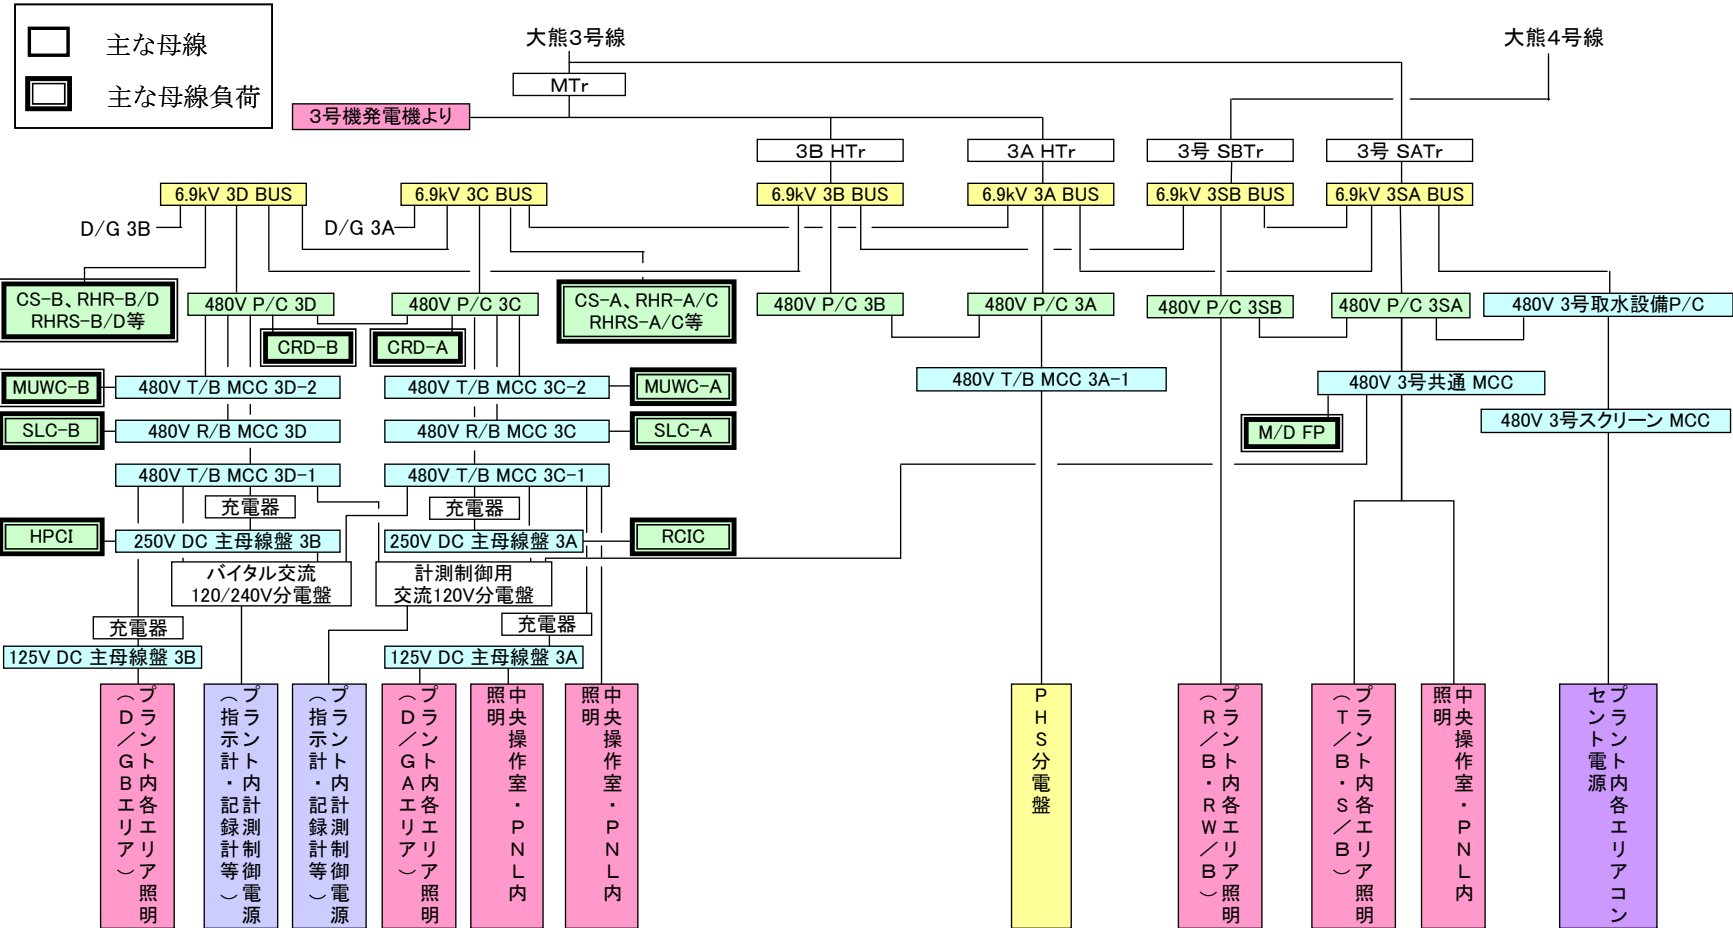 主な母線
主な母線負荷
大熊3号線
大熊4号線
MTr
3号機発電機より
3B HTr
3A HTr
3号 SBTr
3号 SATr
6.9kV 3D BUS
6.9kV 3C BUS
6.9kV 3B BUS
6.9kV 3A BUS
6.9kV 3SB BUS
6.9kV 3SA BUS
D/G 3B
D/G 3A
CS-B、RHR-B/D
RHRS-B/D等
480V P/C 3D
480V P/C 3C
CS-A、RHR-A/C
RHRS-A/C等
480V P/C 3B
480V P/C 3A
480V P/C 3SB
480V P/C 3SA
480V 3号取水設備P/C
CRD-B
CRD-A
MUWC-B
480V T/B MCC 3D-2
480V T/B MCC 3C-2
MUWC-A
480V T/B MCC 3A-1
480V 3号共通 MCC
SLC-B
480V R/B MCC 3D
480V R/B MCC 3C
SLC-A
M/D FP
480V 3号スクリーン MCC
480V T/B MCC 3D-1
480V T/B MCC 3C-1
充電器
充電器
HPCI
250V DC 主母線盤 3B
250V DC 主母線盤 3A
RCIC
バイタル交流
120/240V分電盤
計測制御用
交流120V分電盤
充電器
充電器
125V DC 主母線盤 3B
125V DC 主母線盤 3A
プラント内各エリア照明
（D／GBエリア）
プラント内計測制御電源
（指示計・記録計等）
プラント内計測制御電源
（指示計・記録計等）
プラント内各エリア照明
（D／GAエリア）
中央操作室・PNL内
照明
中央操作室・PNL内
照明
PHS分電盤
プラント内各エリア照明
（R／B・RW／B）
プラント内各エリア照明
（T／B・S／B）
中央操作室・PNL内
照明
プラント内各エリアコン
セント電源